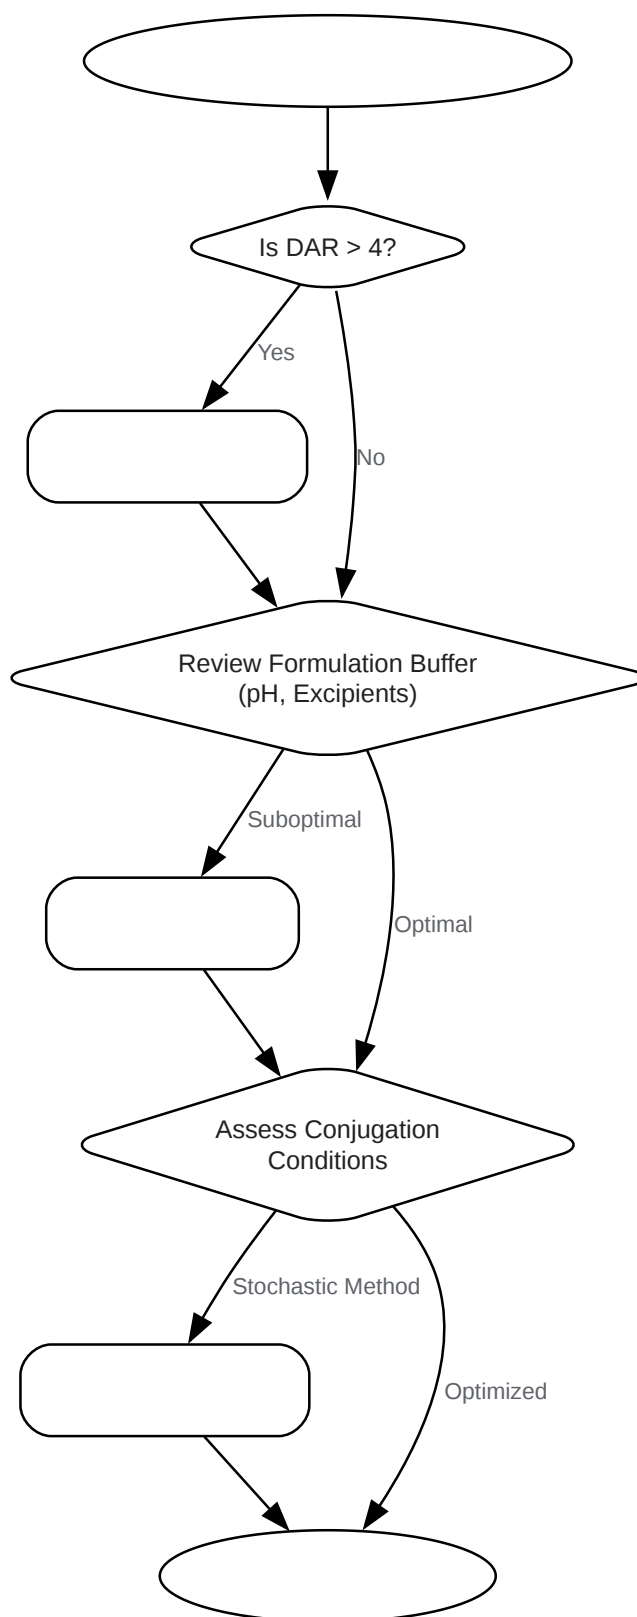 Is DAR > 4?
Yes
No
Review Formulation Buffer
(pH, Excipients)
Suboptimal
Optimal
Assess Conjugation
Conditions
Stochastic Method
Optimized